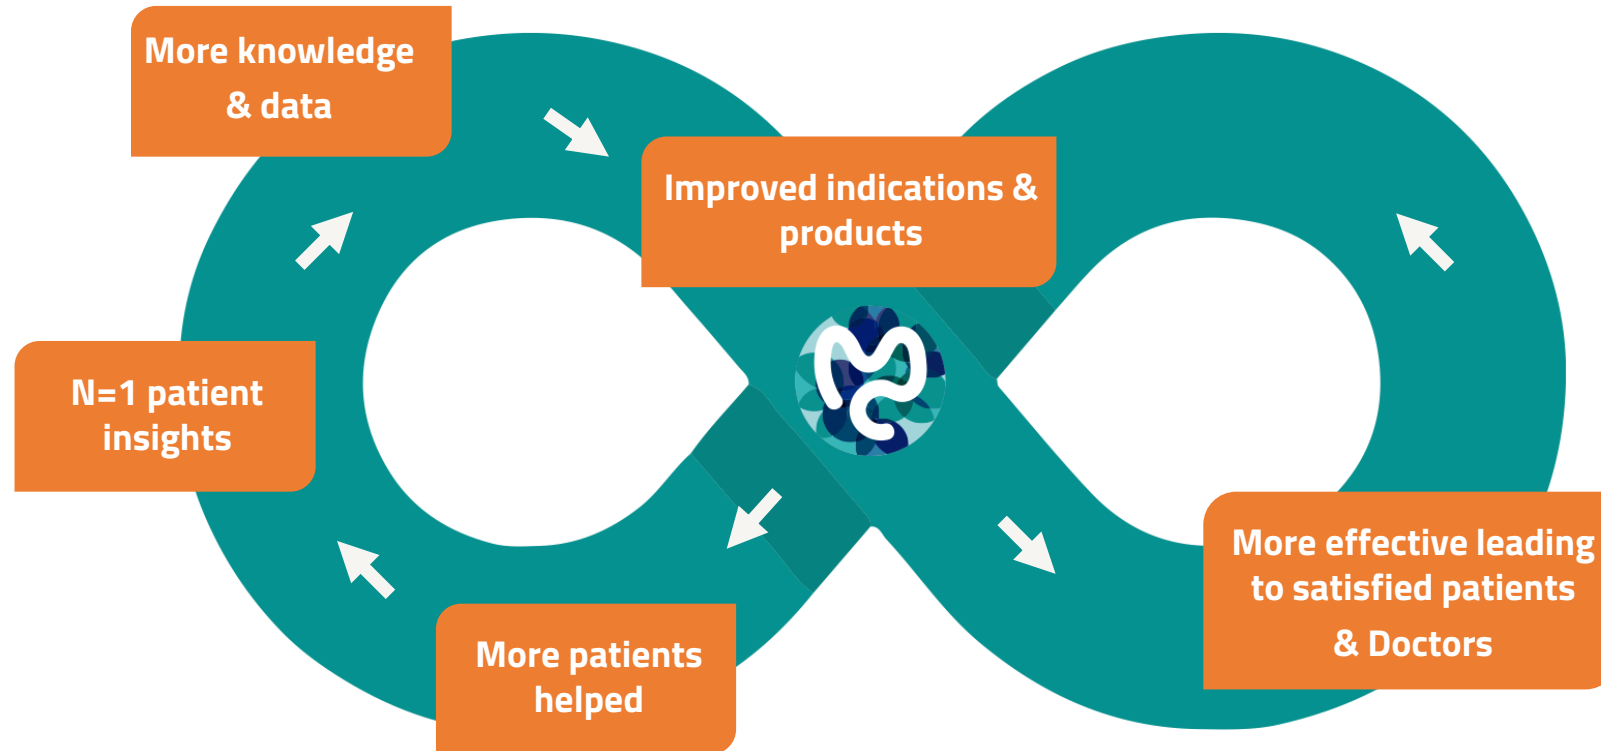 More knowledge
& data
Improved indications &
products
N=1 patient
insights
More effective leading
to satisfied patients
& Doctors
More patients
helped